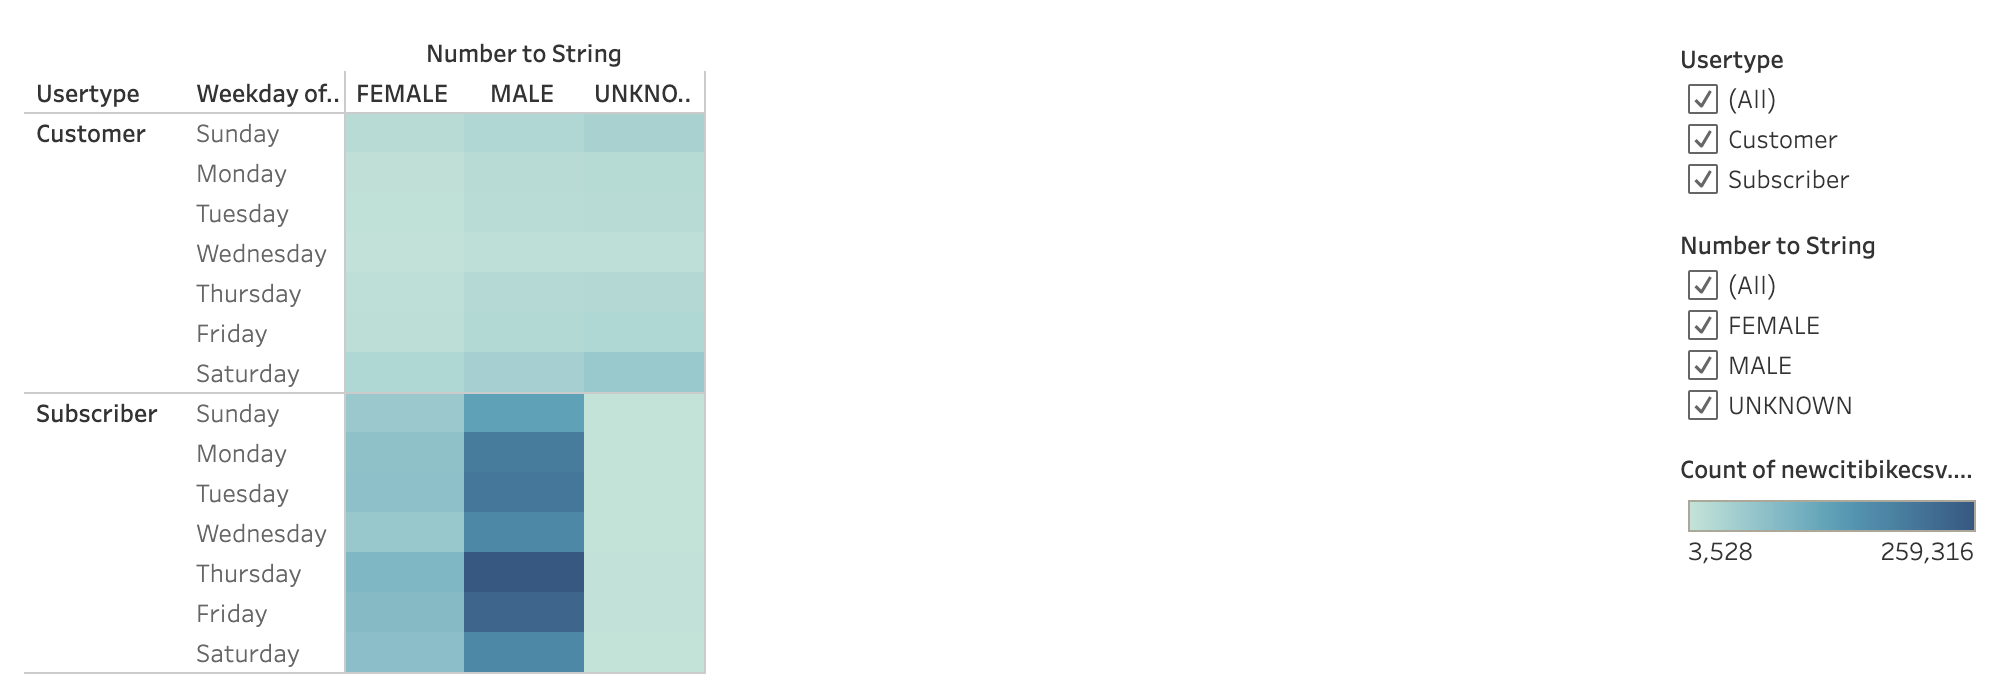 Number to String
Usertype Weekday of.. FEMALE MALE UNKNO..
Customer Sunday
Monday
Tuesday
Wednesday
Thursday
Friday
Saturday
Subscriber Sunday
Monday
Tuesday
Wednesday
Thursday
Friday
Saturday
Usertype
(All)
Customer
Subscriber
Number to String
(All)
FEMALE
MALE
UNKNOWN
Count of newcitibikecsv....
3,528 259,316